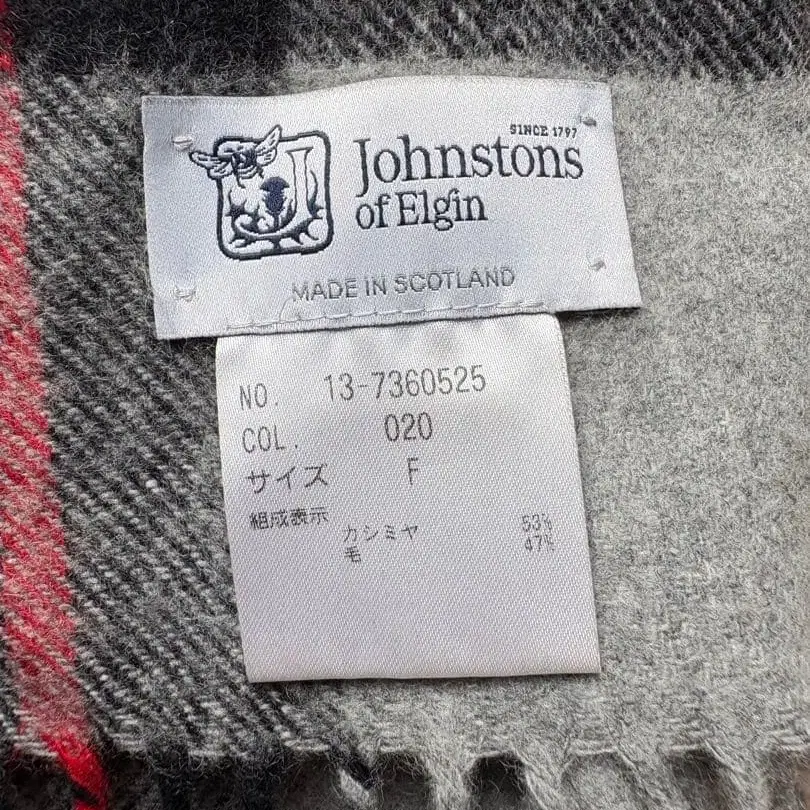 SINCE 1797
Johnstons
of Elgin
MADE IN SCOTLAND
NO. 13-7360525
COL. 020
サイズ F
組成表示
カシミヤ 53%
毛 47%